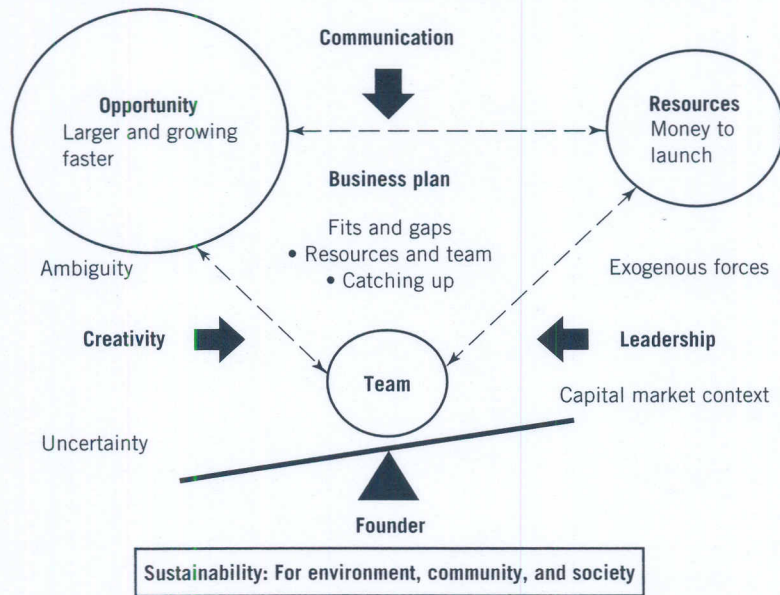 Communication
Opportunity
Larger and growing
faster
Resources
Money to
launch
Business plan
Fits and gaps
• Resources and team
• Catching up
Ambiguity
Exogenous forces
Creativity
Leadership
Team
Capital market context
Uncertainty
Founder
Sustainability: For environment, community, and society